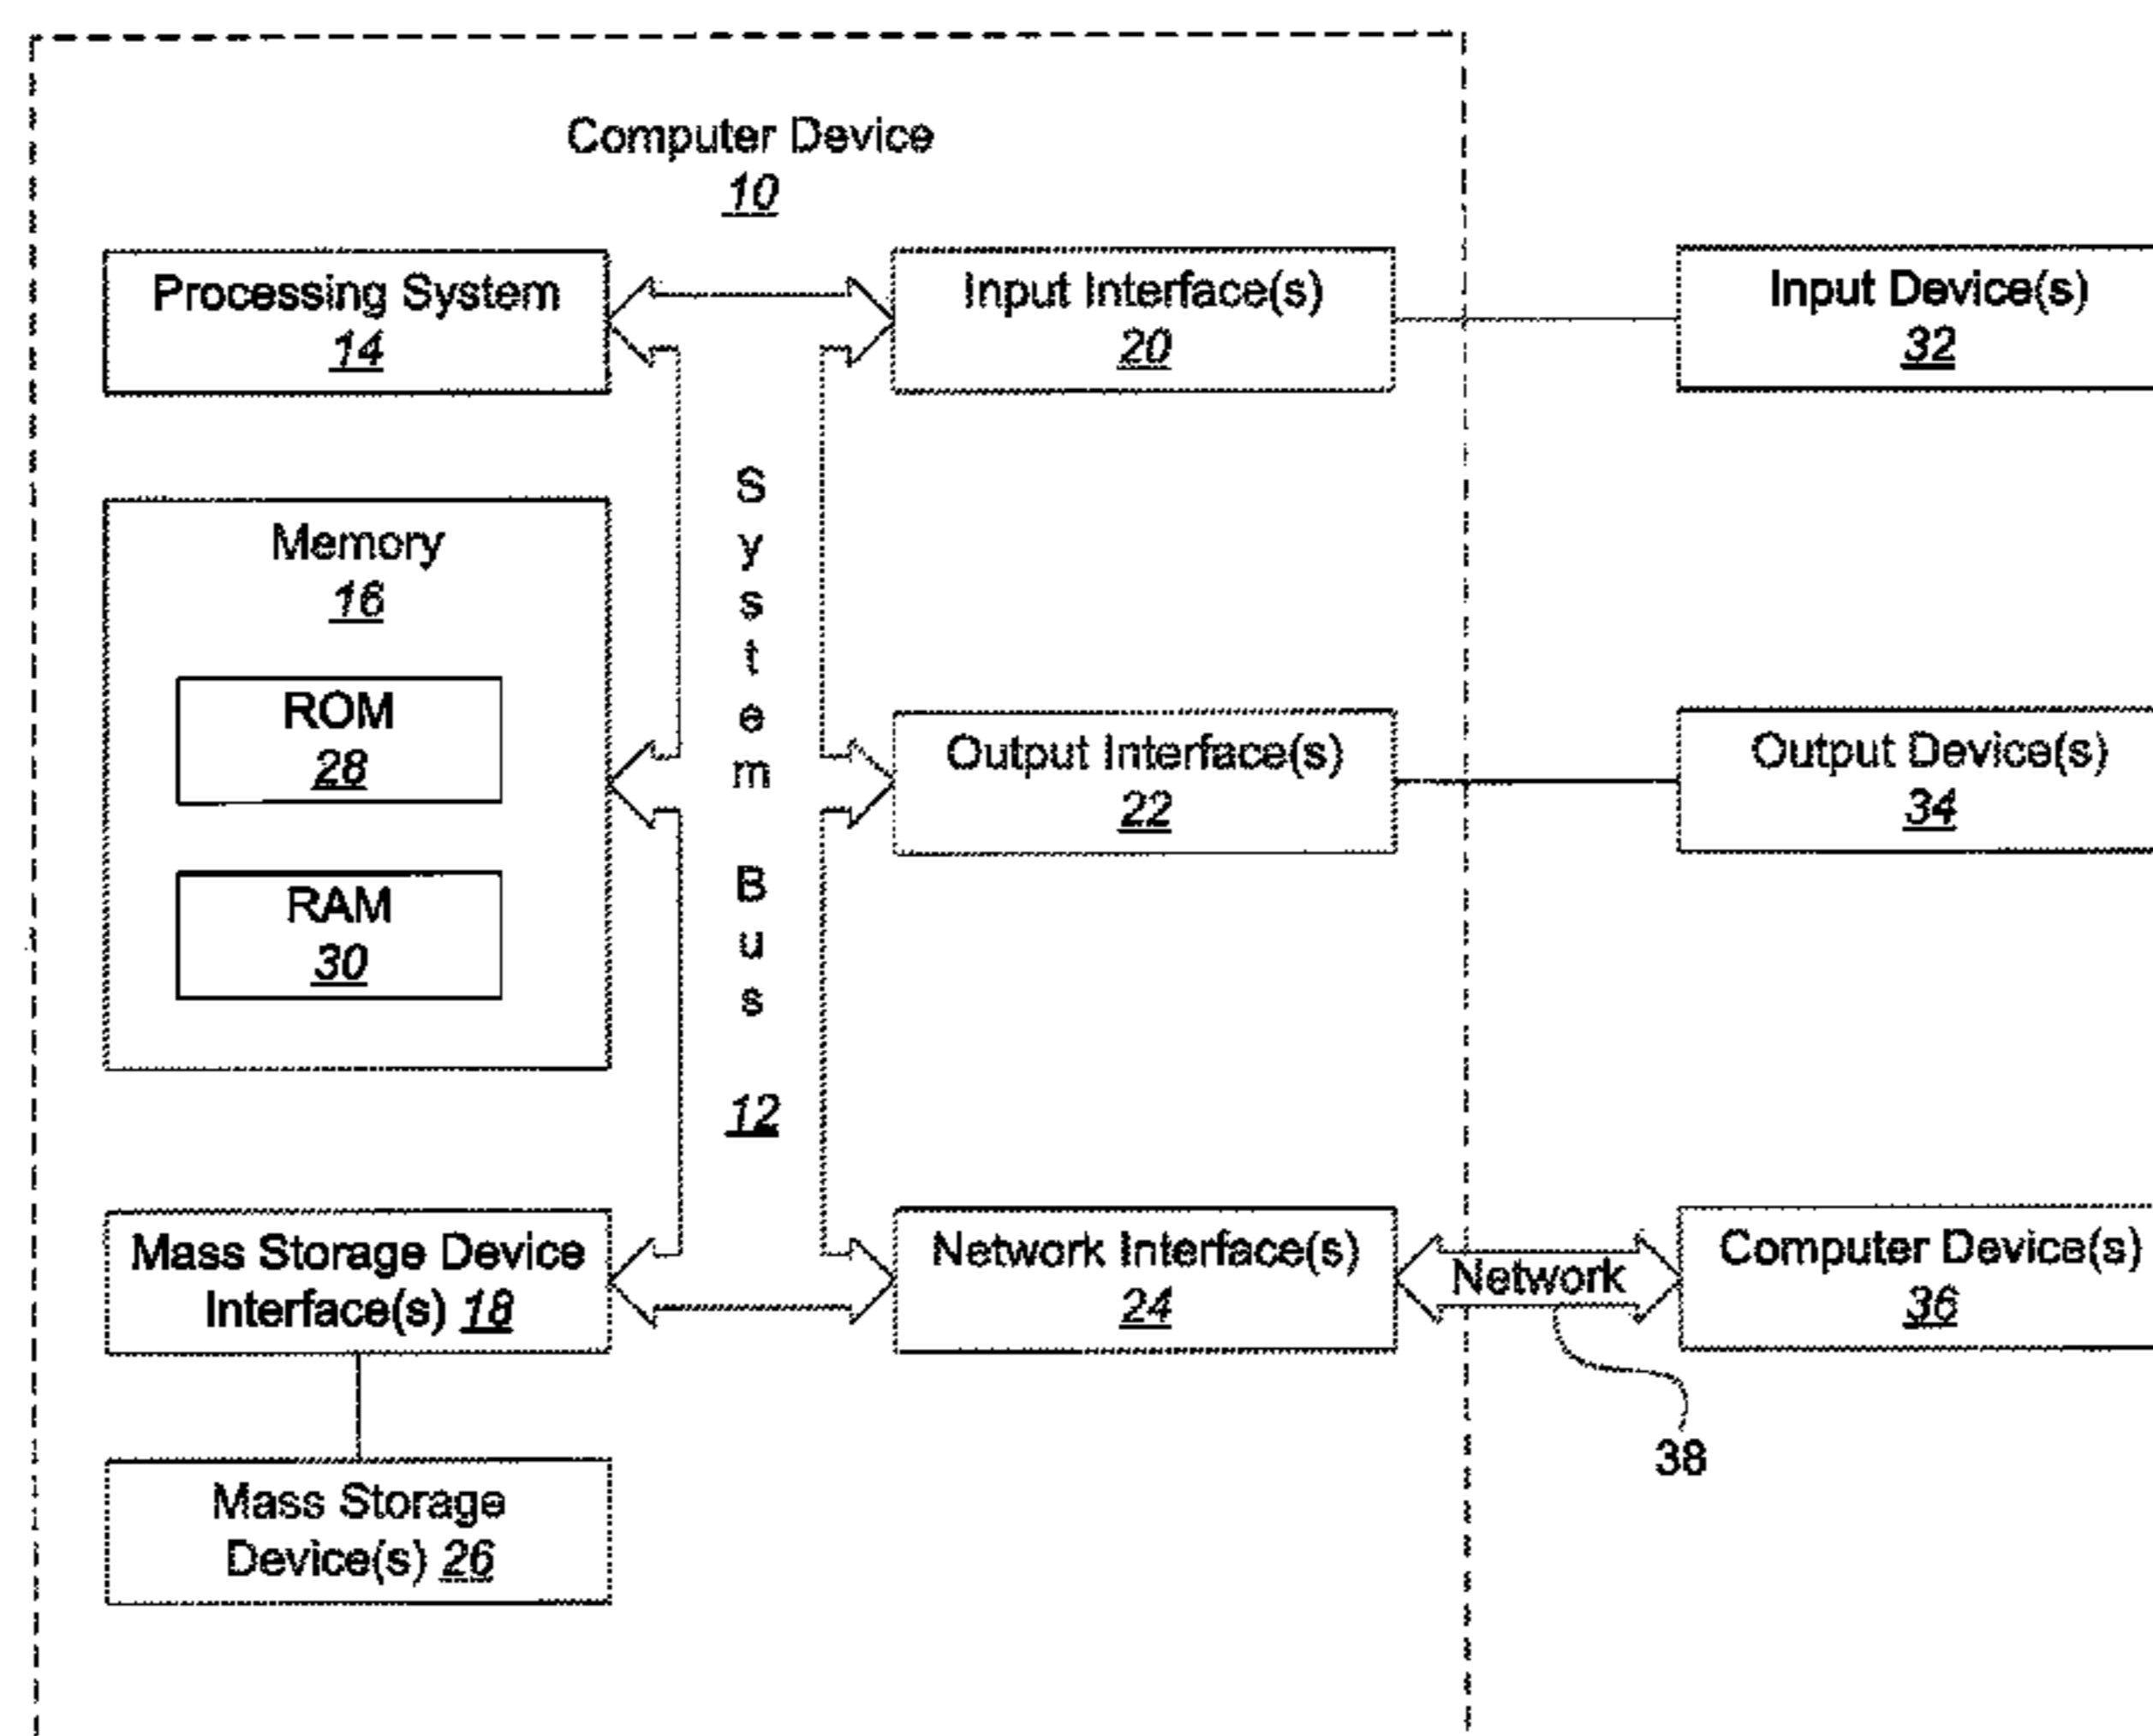 Computer Device
10
Processing System
14
Input Interface(s)
20
Input Device(s)
32
Memory
16
ROM
28
RAM
30
System Bus 12
Output Interface(s)
22
Output Device(s)
34
Mass Storage Device
Interface(s) 18
Network Interface(s)
24
Network
Computer Device(s)
36
38
Mass Storage
Device(s) 26